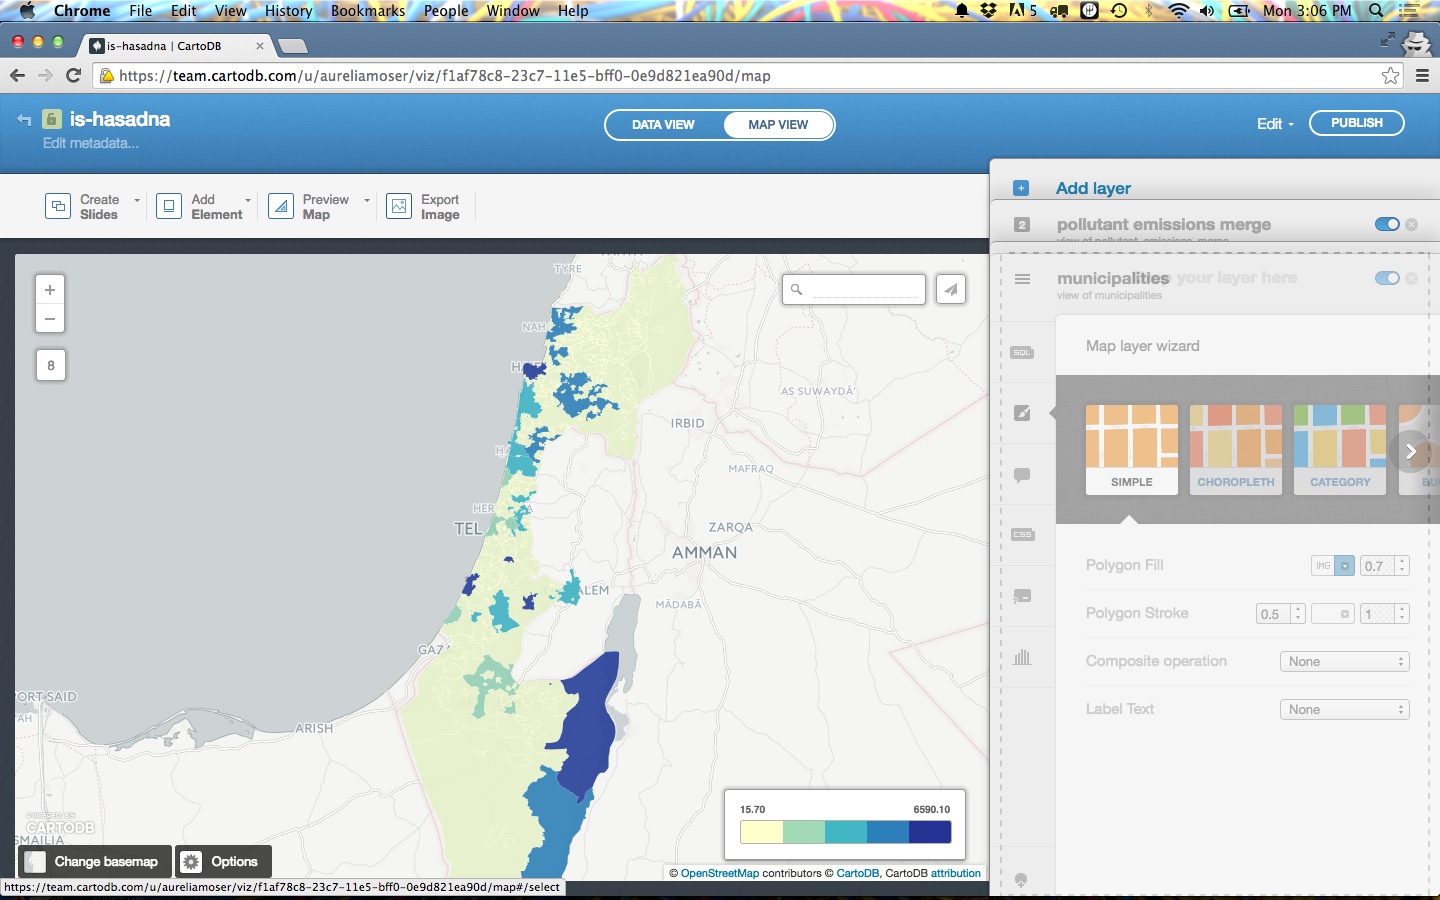 Chrome File Edit View History Bookmarks People Window Help
5 Mon 3:06 PM
is-hasadna | CartoDB
https://team.cartodb.com/u/aureliamoser/viz/f1af78c8-23c7-11e5-bff0-0e9d821ea90d/map
is-hasadna
Edit metadata...
DATA VIEW
MAP VIEW
Edit
PUBLISH
Create
Slides
Add
Element
Preview
Map
Export
Image
Add layer
2
pollutant emissions merge
view of pollutant_emissions_merge
municipalities
your layer here
view of municipalities
SQL
CSS
Map layer wizard
SIMPLE
CHOROPLETH
CATEGORY
BU
Polygon Fill
IMG
0.7
Polygon Stroke
0.5
1
Composite operation
None
Label Text
None
+
−
8
TYRE
NAH
AS SUWAYDĀ'
IRBID
MAFRAQ
HER
TEL
ZARQA
AMMAN
ALEM
MĀDABĀ
GAZ
ORT SAID
AH
ARISH
SMAILIA
POWERED BY
CARTODB
15.70
6590.10
Change basemap
Options
© OpenStreetMap contributors © CartoDB, CartoDB attribution
https://team.cartodb.com/u/aureliamoser/viz/f1af78c8-23c7-11e5-bff0-0e9d821ea90d/map#/select